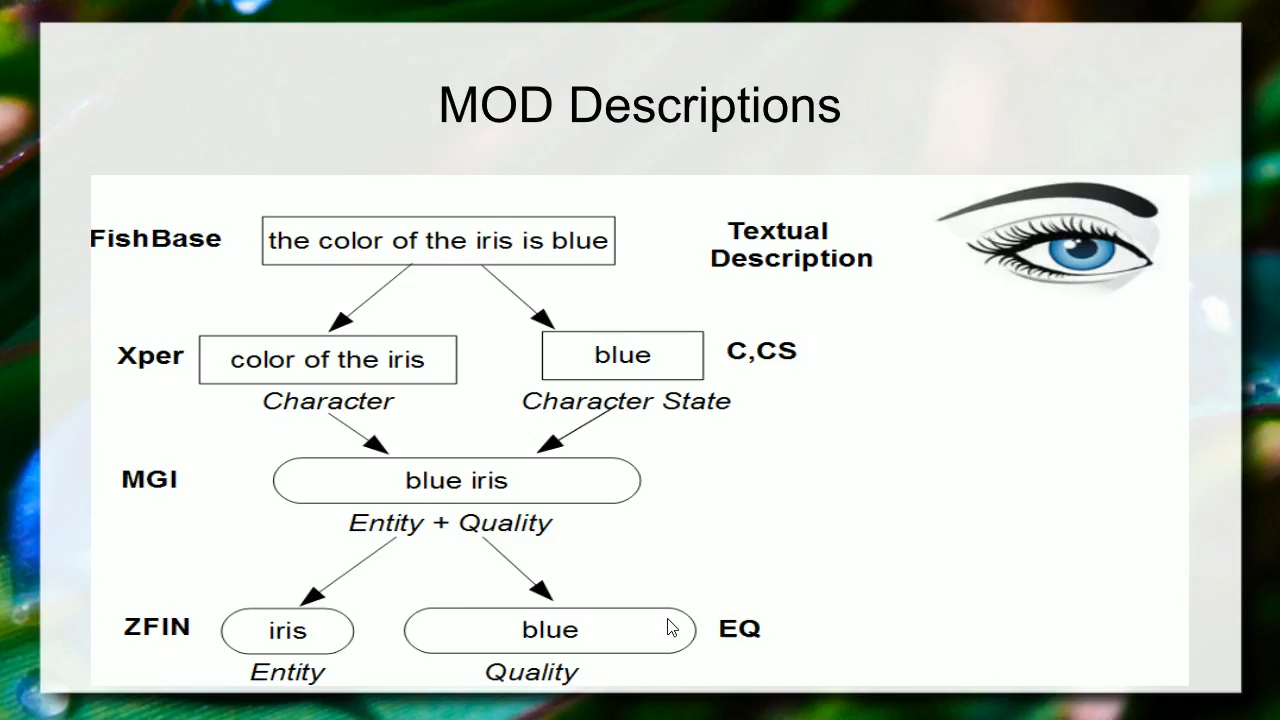 MOD Descriptions
FishBase
the color of the iris is blue
Textual
Description
Xper
color of the iris
blue
C,CS
Character
Character State
MGI
blue iris
Entity + Quality
ZFIN
iris
blue
EQ
Entity
Quality